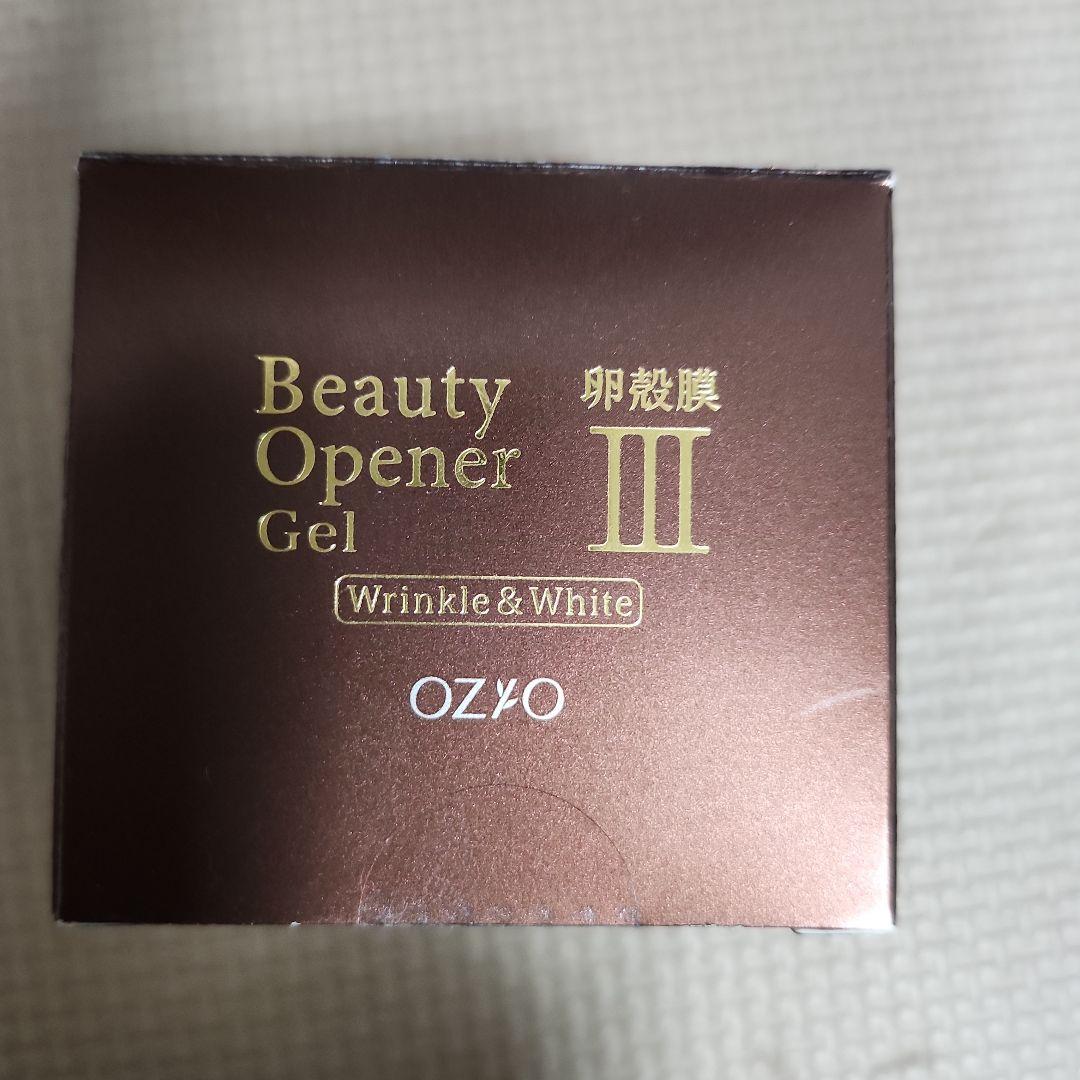 Beauty
Opener
Gel
卵殻膜
III
Wrinkle & White
OZIO